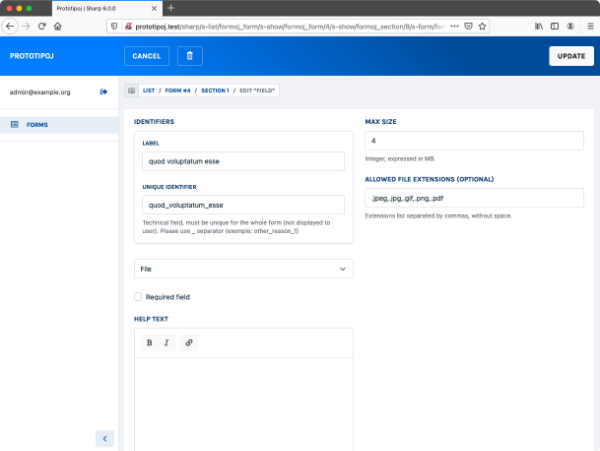 Prototipoj | Sharp 6.0.0
prototipoj.test/sharp/s-list/formoj_form/s-show/formoj_form/4/s-show/formoj_section/8/s-form/form
PROTOTIPOJ
CANCEL
UPDATE
admin@example.org
FORMS
LIST / FORM #4 / SECTION 1 / EDIT "FIELD"
IDENTIFIERS
LABEL
quod voluptatum esse
UNIQUE IDENTIFIER
quod_voluptatum_esse
Technical field, must be unique for the whole form (not displayed to
user). Please use _ separator (example: other_reason_1)
File
Required field
HELP TEXT
B I
MAX SIZE
4
Integer, expressed in MB.
ALLOWED FILE EXTENSIONS (OPTIONAL)
.jpeg,.jpg,.gif,.png,.pdf
Extensions list separated by commas, without space.